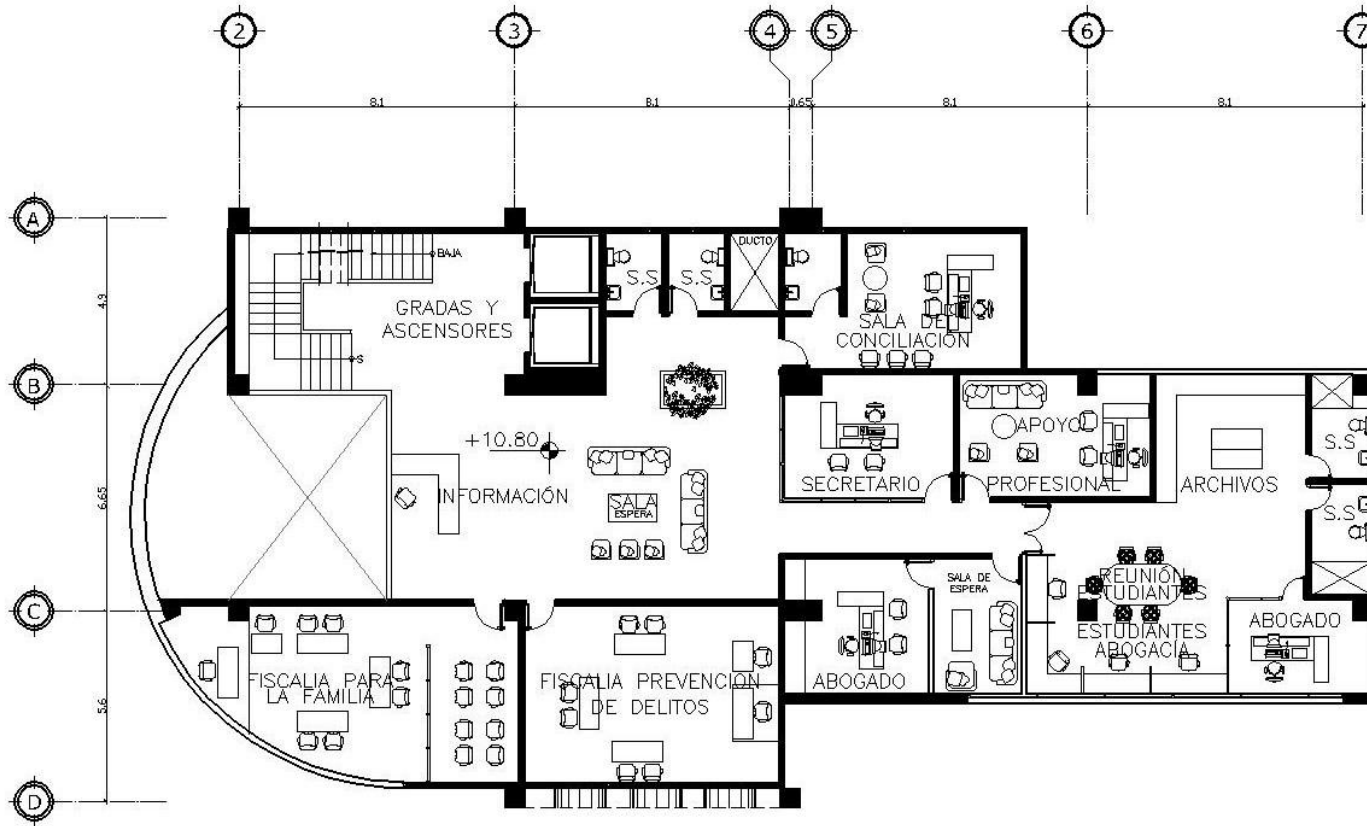 2
3
4
5
6
7
8.1
8.1
0.65
8.1
8.1
A
B
C
D
4.9
6.65
5.6
BAJA
GRADAS Y
ASCENSORES
S
S.S
S.S
DUCTO
SALA DE
CONCILIACIÓN
+10.80
INFORMACIÓN
SALA
ESPERA
SECRETARIO
APOYO
PROFESIONAL
ARCHIVOS
S.S
S.S
FISCALIA PARA
LA FAMILIA
FISCALIA PREVENCION
DE DELITOS
ABOGADO
SALA DE
ESPERA
REUNIÓN
ESTUDIANTES
ESTUDIANTES
ABOGACÍA
ABOGADO